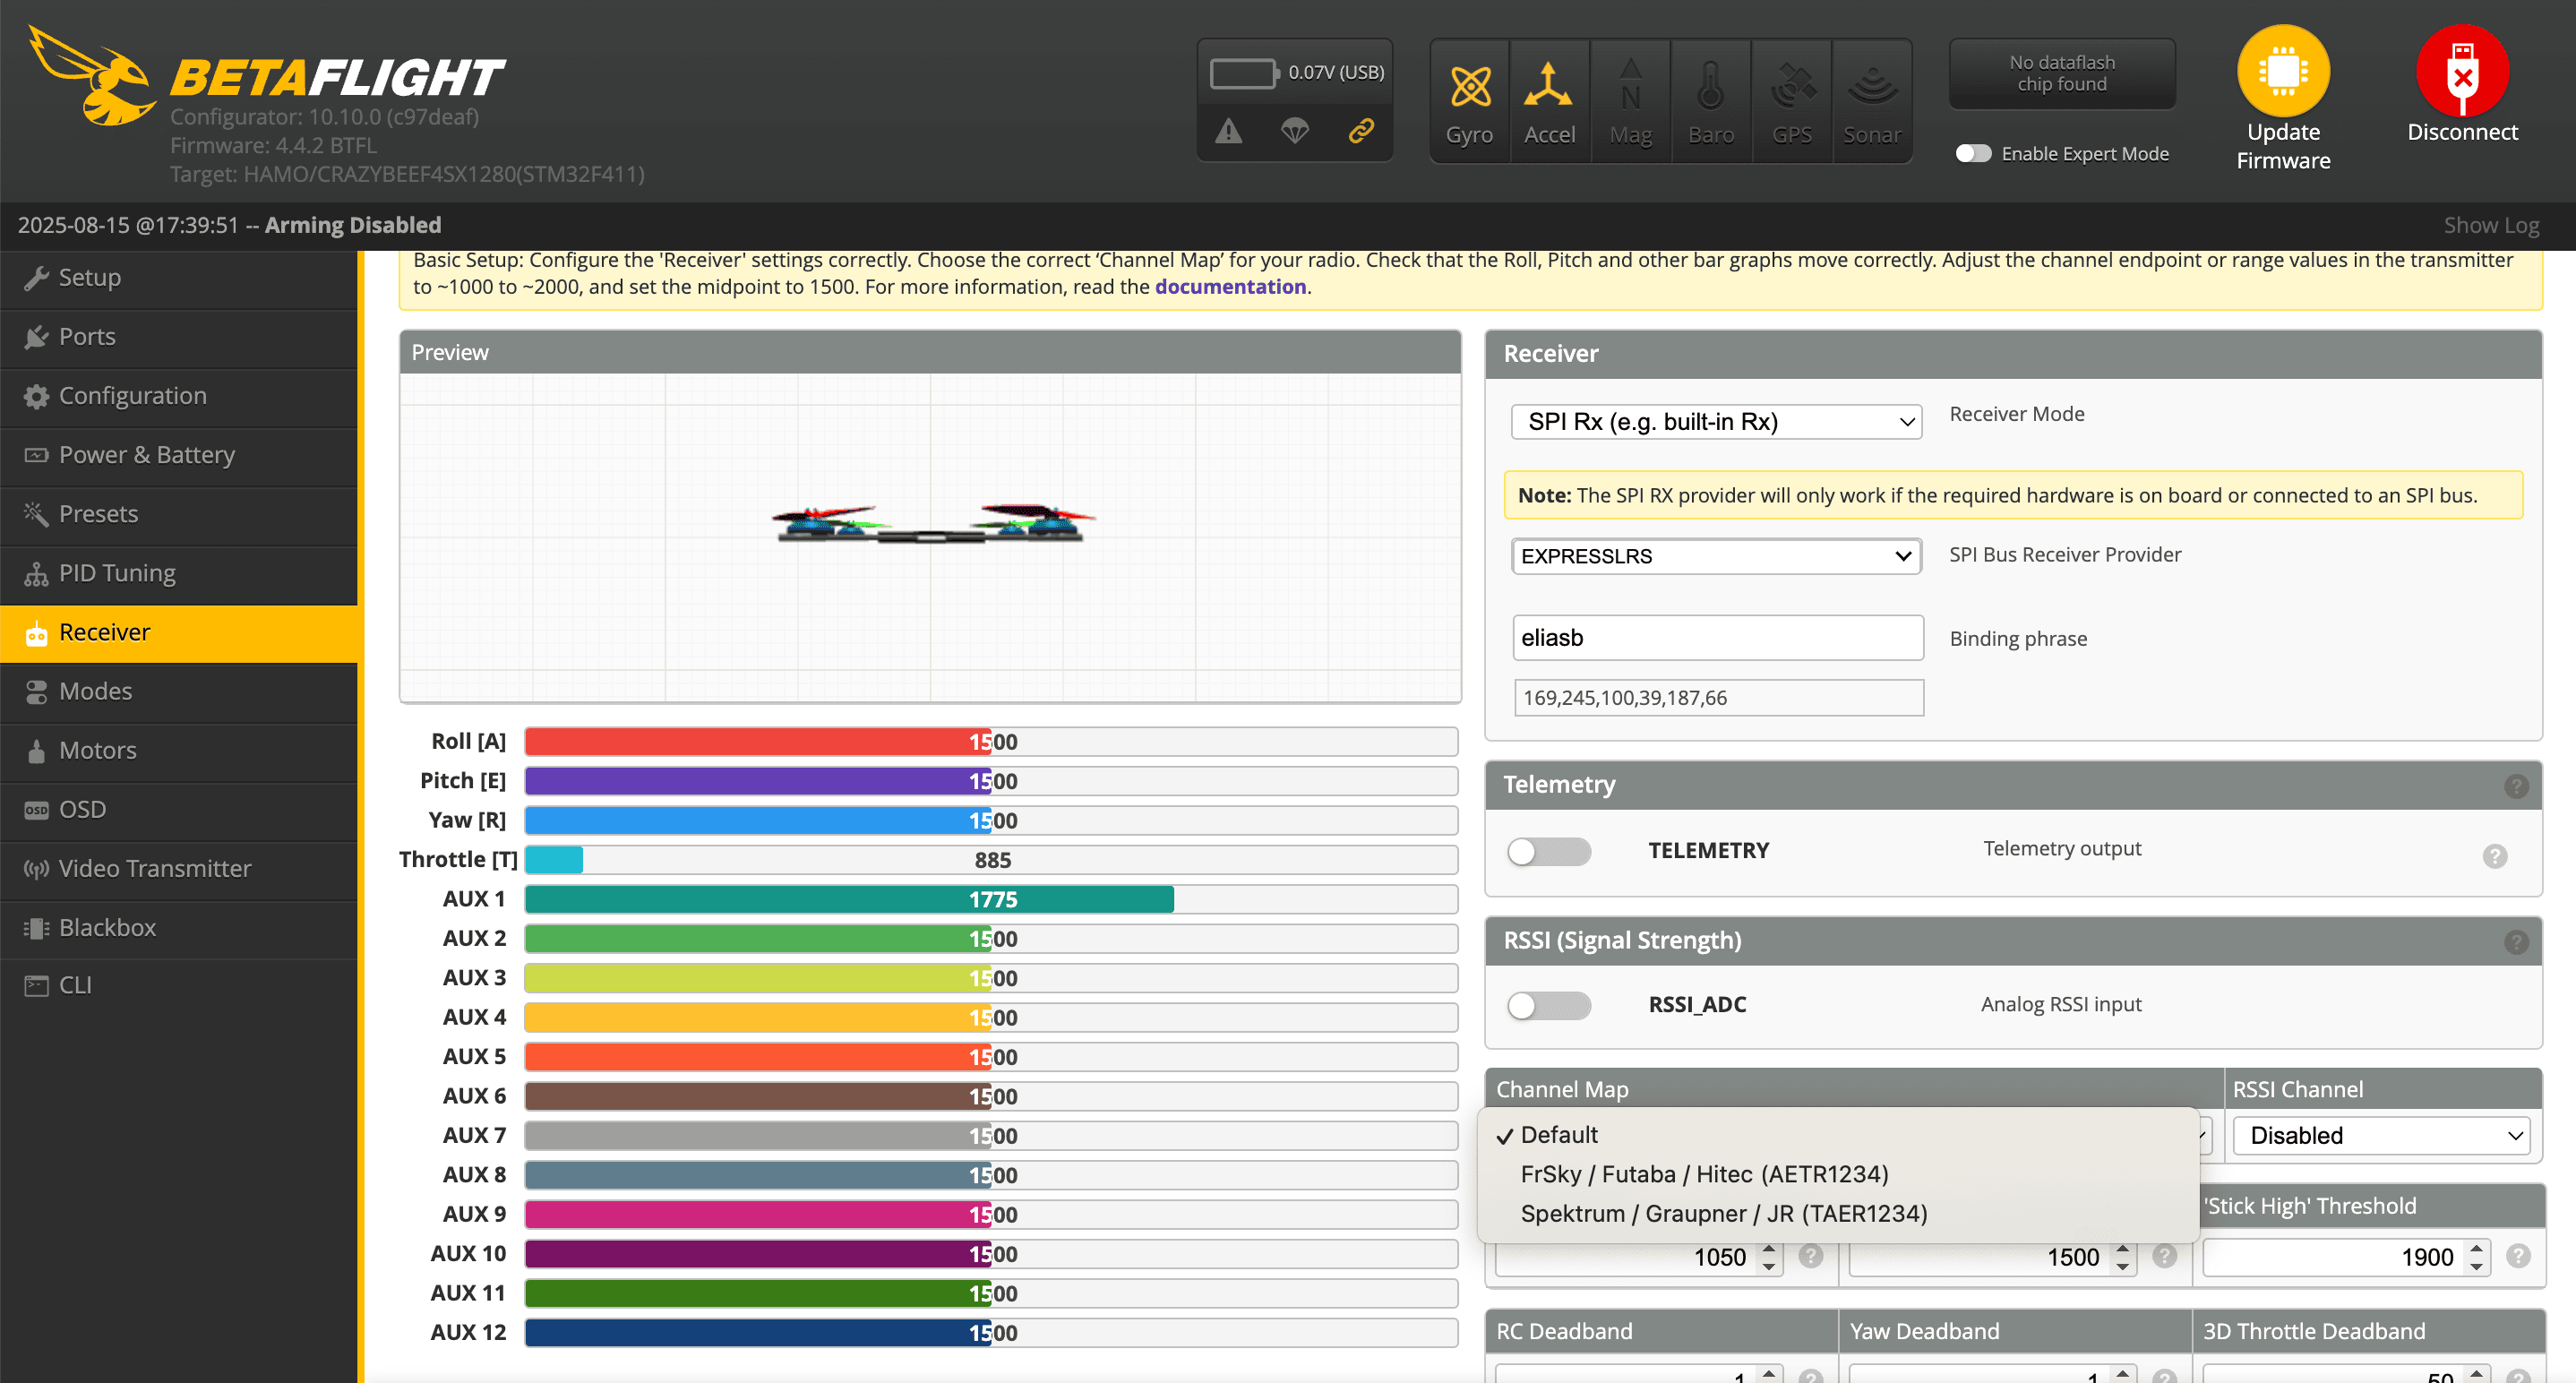 BETAFLIGHT
Configurator: 10.10.0 (c97deaf)
Firmware: 4.4.2 BTFL
Target: HAMO/CRAZYBEEF4SX1280(STM32F411)
0.07V (USB)
Gyro
Accel
N
Mag
Baro
GPS
Sonar
No dataflash
chip found
Enable Expert Mode
Update
Firmware
Disconnect
2025-08-15 @17:39:51 -- Arming Disabled
Show Log
Setup
Ports
Configuration
Power & Battery
Presets
PID Tuning
Receiver
Modes
Motors
OSD
OSD
Video Transmitter
Blackbox
CLI
Basic Setup: Configure the 'Receiver' settings correctly. Choose the correct ‘Channel Map’ for your radio. Check that the Roll, Pitch and other bar graphs move correctly. Adjust the channel endpoint or range values in the transmitter
to ~1000 to ~2000, and set the midpoint to 1500. For more information, read the documentation.
Preview
Roll [A] 1500
Pitch [E] 1500
Yaw [R] 1500
Throttle [T] 885
AUX 1 1775
AUX 2 1500
AUX 3 1500
AUX 4 1500
AUX 5 1500
AUX 6 1500
AUX 7 1500
AUX 8 1500
AUX 9 1500
AUX 10 1500
AUX 11 1500
AUX 12 1500
Receiver
SPI Rx (e.g. built-in Rx) Receiver Mode
Note: The SPI RX provider will only work if the required hardware is on board or connected to an SPI bus.
EXPRESSLRS SPI Bus Receiver Provider
eliasb Binding phrase
169,245,100,39,187,66
Telemetry ?
TELEMETRY Telemetry output ?
RSSI (Signal Strength) ?
RSSI_ADC Analog RSSI input
Channel Map RSSI Channel
✓ Default
Disabled
FrSky / Futaba / Hitec (AETR1234)
Spektrum / Graupner / JR (TAER1234)
'Stick High' Threshold
1050 ? 1500 ? 1900 ?
RC Deadband Yaw Deadband 3D Throttle Deadband
1 ? 1 ? 50 ?